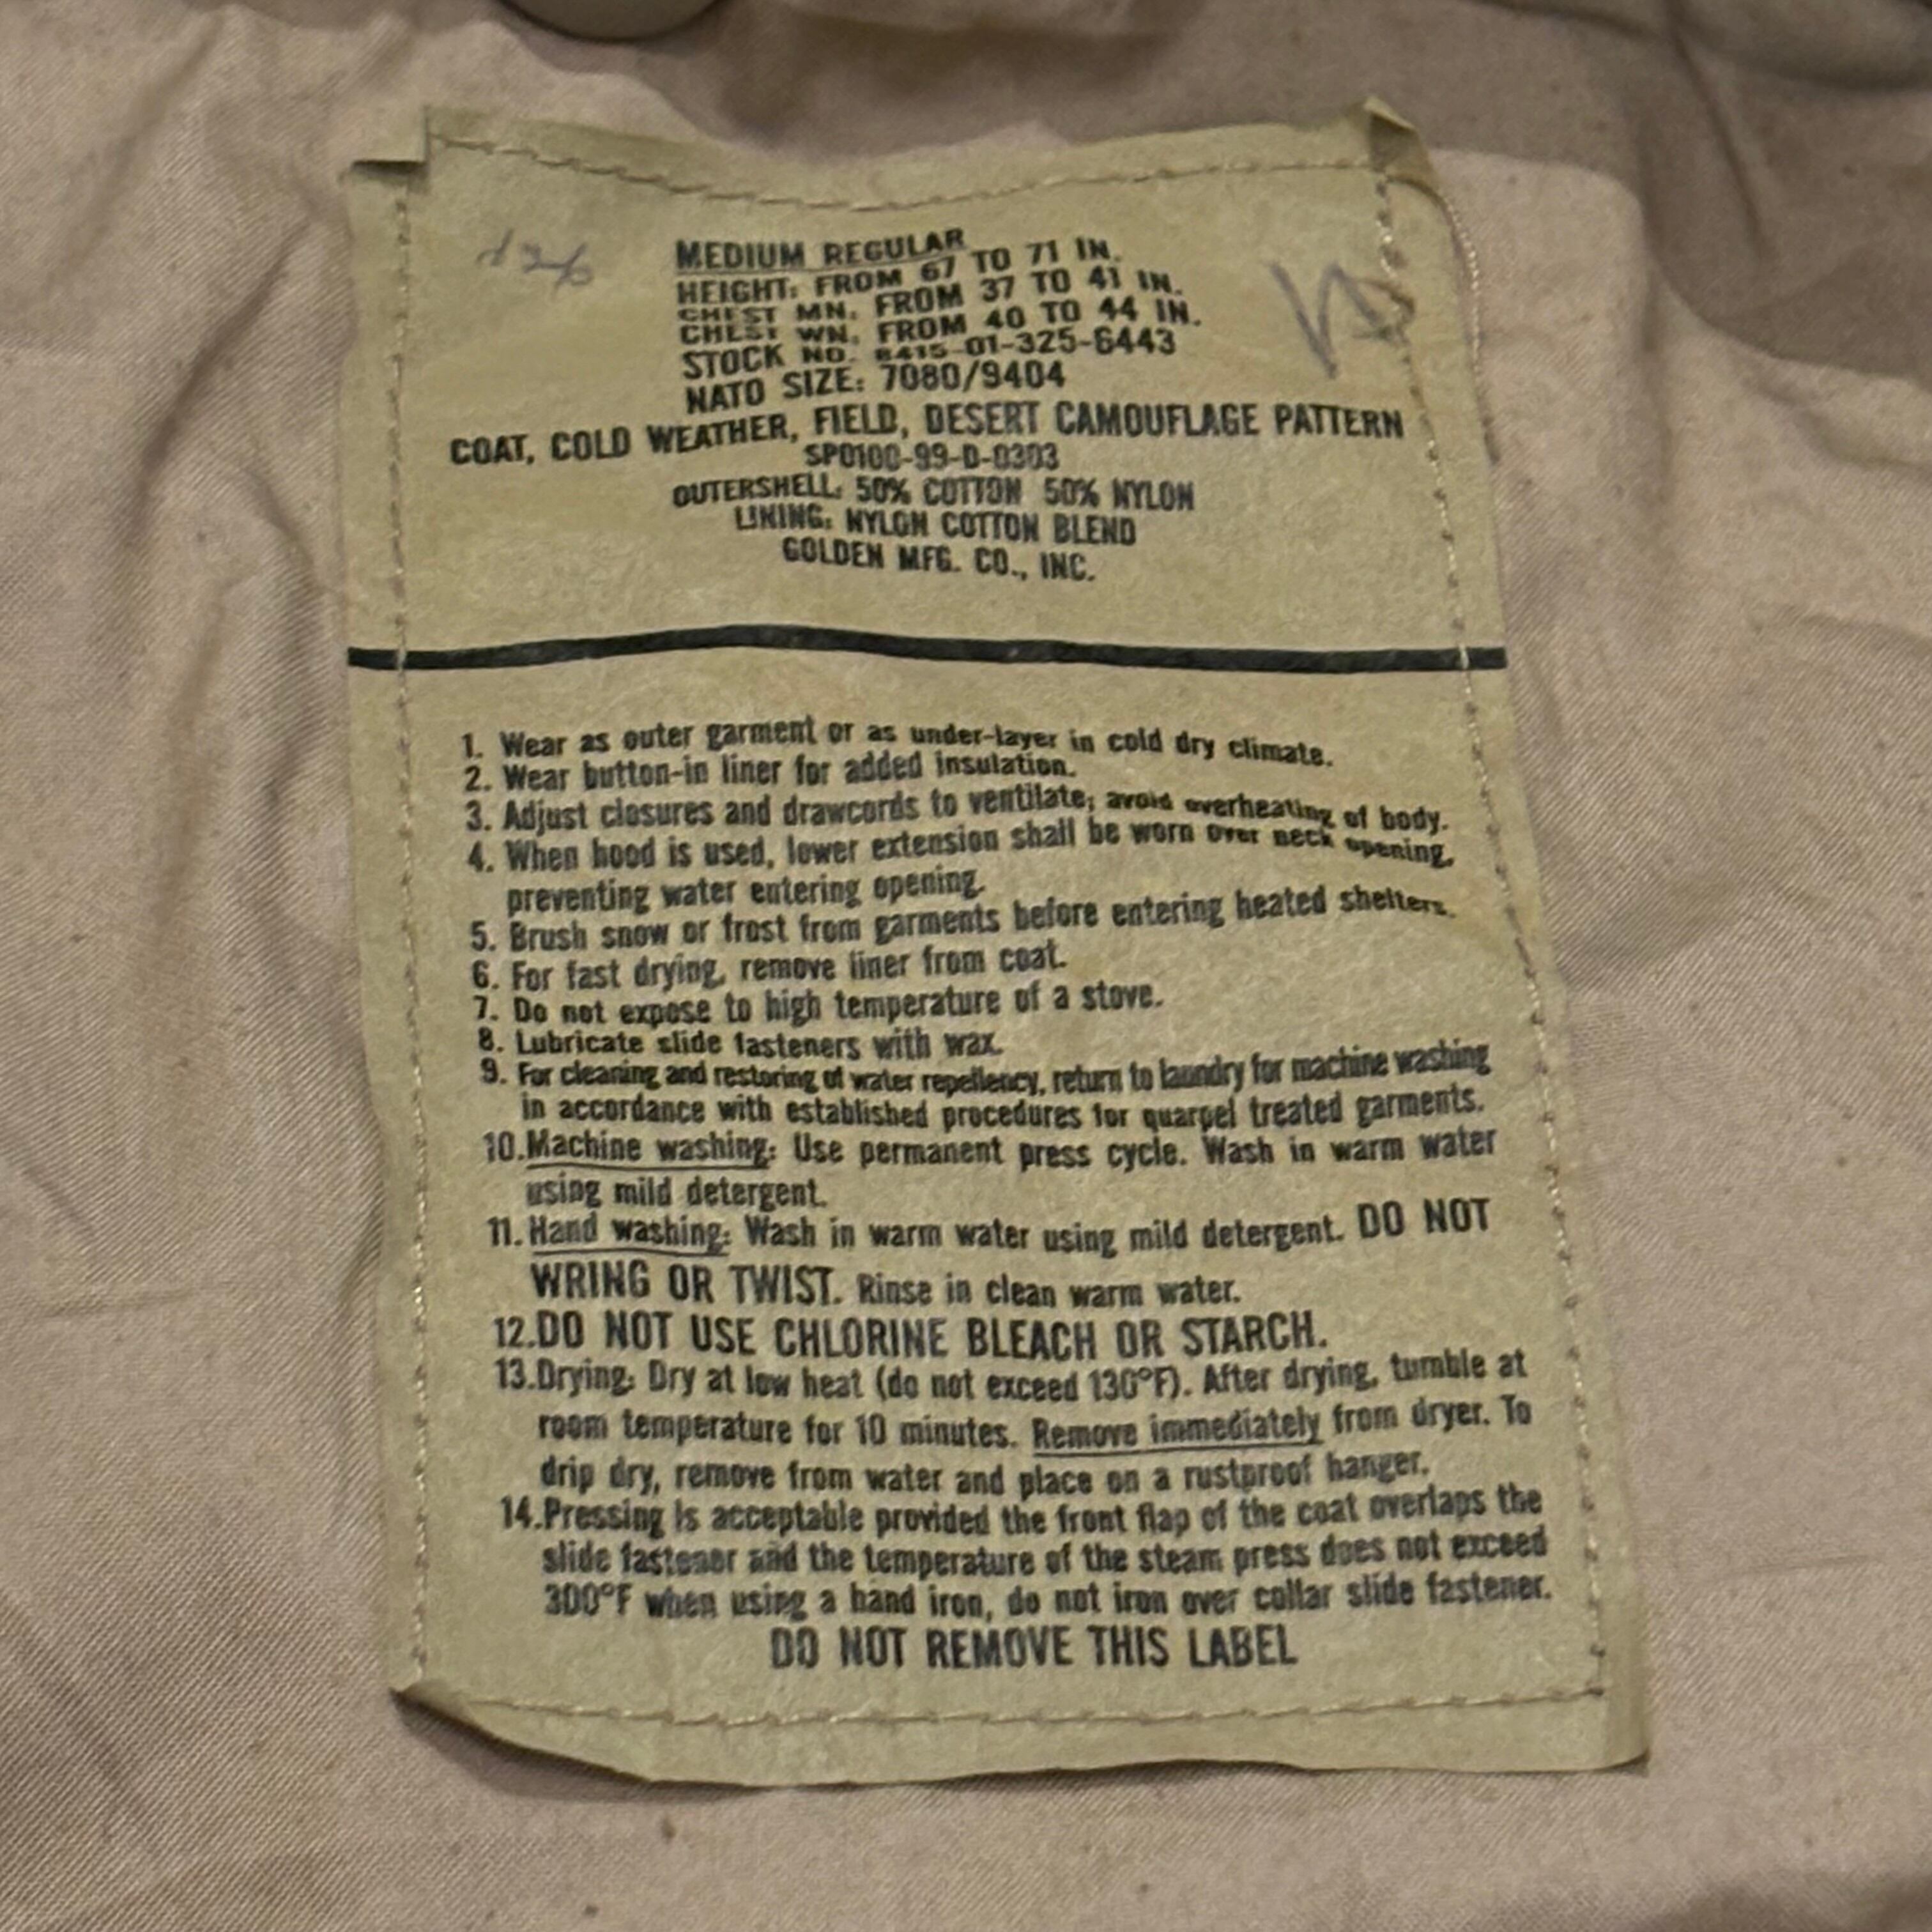 MEDIUM REGULAR
HEIGHT: FROM 67 TO 71 IN.
CHEST MN. FROM 37 TO 41 IN.
CHEST WN. FROM 40 TO 44 IN.
STOCK NO. 8415-01-325-6443
NATO SIZE: 7080/9404
COAT, COLD WEATHER, FIELD, DESERT CAMOUFLAGE PATTERN
SPO100-99-D-0303
OUTERSHELL: 50% COTTON 50% NYLON
LINING: NYLON COTTON BLEND
GOLDEN MFG. CO., INC.
1. Wear as outer garment or as under-layer in cold dry climate.
2. Wear button-in liner for added insulation.
3. Adjust closures and drawcords to ventilate; avoid overheating of body.
4. When hood is used, lower extension shall be worn over neck opening,
preventing water entering opening.
5. Brush snow or frost from garments before entering heated shelters.
6. For fast drying, remove liner from coat.
7. Do not expose to high temperature of a stove.
8. Lubricate slide fasteners with wax.
9. For cleaning and restoring of water repellency, return to laundry for machine washing
in accordance with established procedures for quarpel treated garments.
10. Machine washing: Use permanent press cycle. Wash in warm water
using mild detergent.
11. Hand washing: Wash in warm water using mild detergent. DO NOT
WRING OR TWIST. Rinse in clean warm water.
12. DO NOT USE CHLORINE BLEACH OR STARCH.
13. Drying: Dry at low heat (do not exceed 130°F). After drying, tumble at
room temperature for 10 minutes. Remove immediately from dryer. To
drip dry, remove from water and place on a rustproof hanger.
14. Pressing is acceptable provided the front flap of the coat overlaps the
slide fastener and the temperature of the steam press does not exceed
300°F when using a hand iron, do not iron over collar slide fastener.
DO NOT REMOVE THIS LABEL